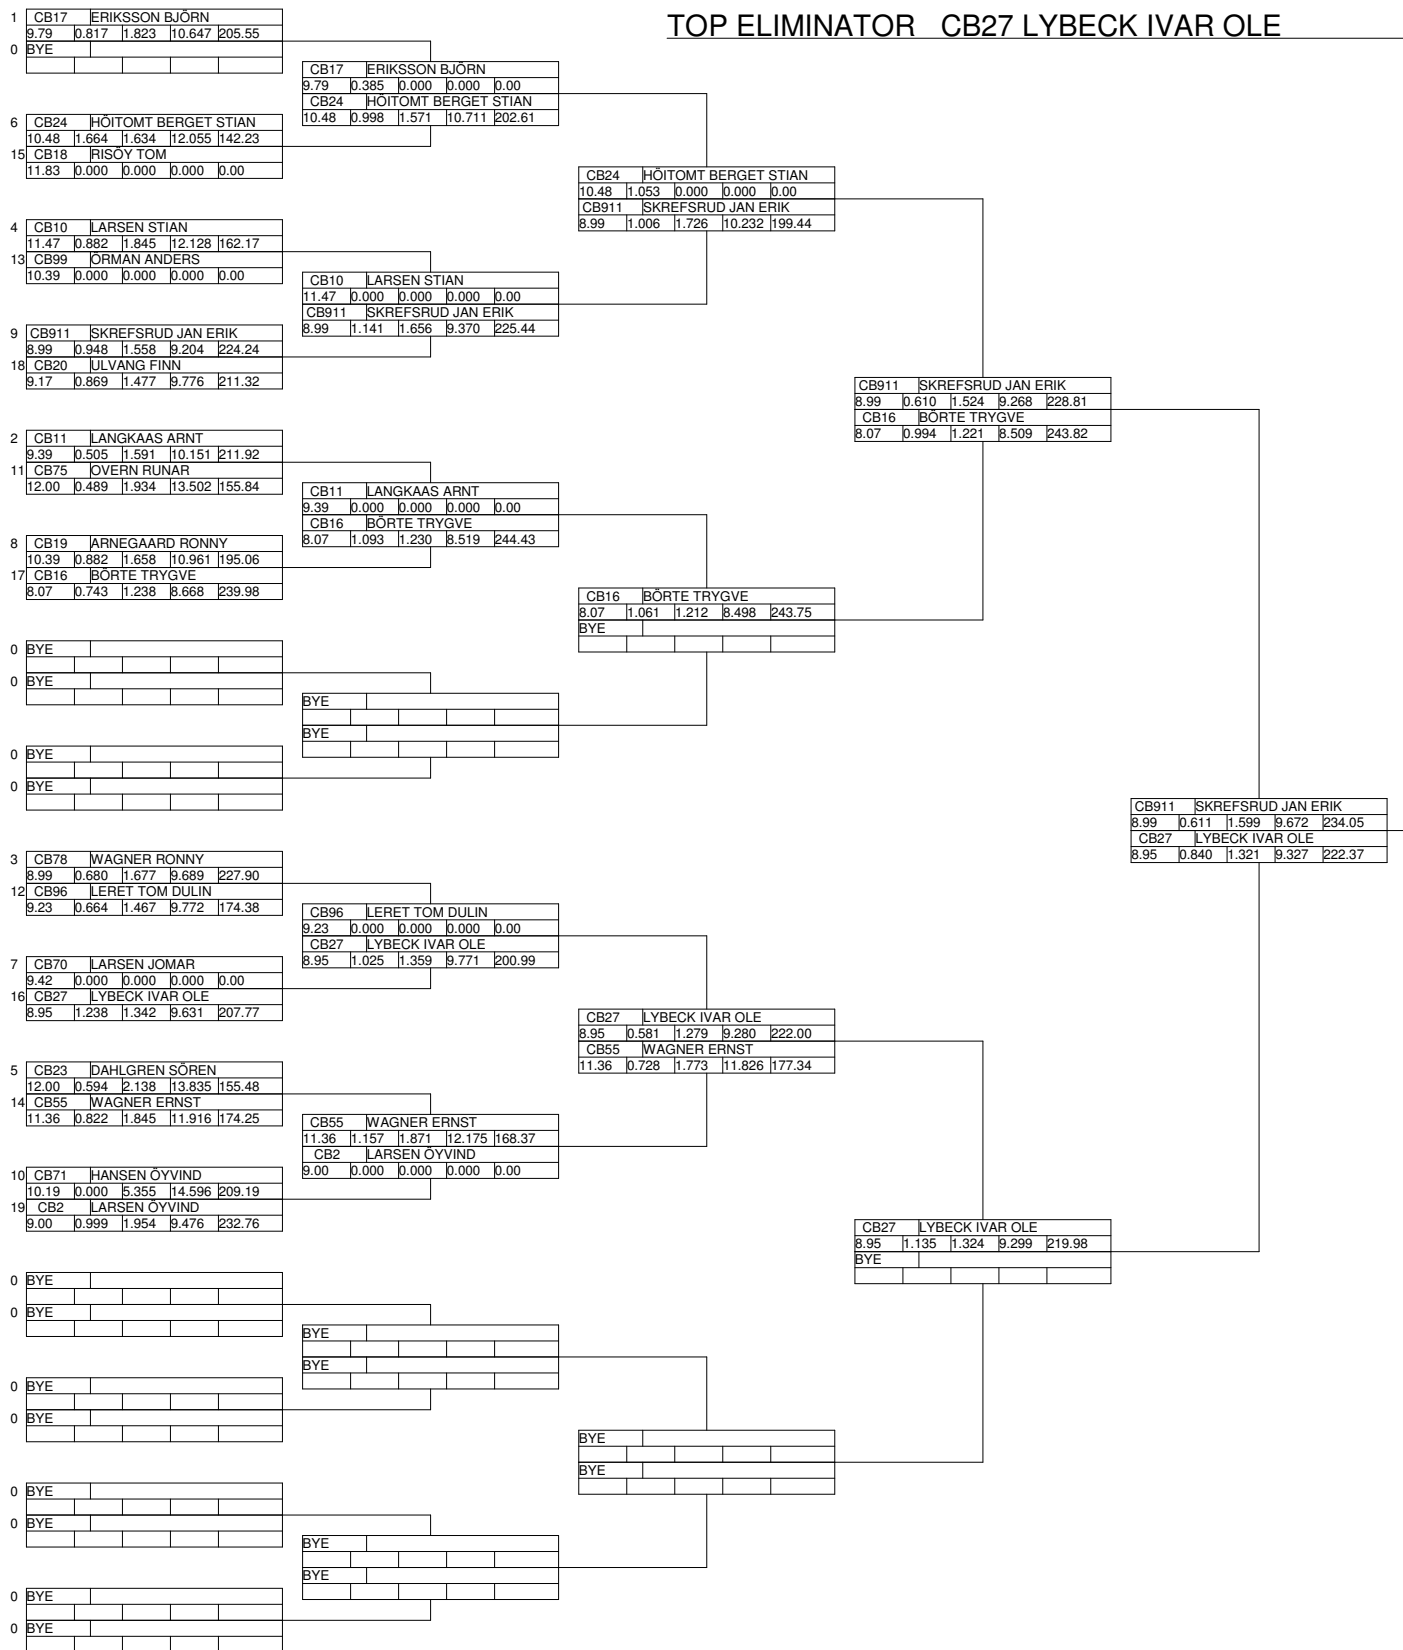 TOP ELIMINATOR CB27 LYBECK IVAR OLE
1 CB17 ERIKSSON BJÖRN
9.79 0.817 1.823 10.647 205.55
0 BYE
6 CB24 HÖITOMT BERGET STIAN
10.48 1.664 1.634 12.055 142.23
15 CB18 RISÖY TOM
11.83 0.000 0.000 0.000 0.00
4 CB10 LARSEN STIAN
11.47 0.882 1.845 12.128 162.17
13 CB99 ÖRMAN ANDERS
10.39 0.000 0.000 0.000 0.00
9 CB911 SKREFSRUD JAN ERIK
8.99 0.948 1.558 9.204 224.24
18 CB20 ULVANG FINN
9.17 0.869 1.477 9.776 211.32
2 CB11 LANGKAAS ARNT
9.39 0.505 1.591 10.151 211.92
11 CB75 OVERN RUNAR
12.00 0.489 1.934 13.502 155.84
8 CB19 ARNEGAARD RONNY
10.39 0.882 1.658 10.961 195.06
17 CB16 BÖRTE TRYGVE
8.07 0.743 1.238 8.668 239.98
0 BYE
0 BYE
0 BYE
0 BYE
3 CB78 WAGNER RONNY
8.99 0.680 1.677 9.689 227.90
12 CB96 LERET TOM DULIN
9.23 0.664 1.467 9.772 174.38
7 CB70 LARSEN JOMAR
9.42 0.000 0.000 0.000 0.00
16 CB27 LYBECK IVAR OLE
8.95 1.238 1.342 9.631 207.77
5 CB23 DAHLGREN SÖREN
12.00 0.594 2.138 13.835 155.48
14 CB55 WAGNER ERNST
11.36 0.822 1.845 11.916 174.25
10 CB71 HANSEN ÖYVIND
10.19 0.000 5.355 14.596 209.19
19 CB2 LARSEN ÖYVIND
9.00 0.999 1.954 9.476 232.76
0 BYE
0 BYE
0 BYE
0 BYE
0 BYE
0 BYE
0 BYE
0 BYE
CB17 ERIKSSON BJÖRN
9.79 0.385 0.000 0.000 0.00
CB24 HÖITOMT BERGET STIAN
10.48 0.998 1.571 10.711 202.61
CB10 LARSEN STIAN
11.47 0.000 0.000 0.000 0.00
CB911 SKREFSRUD JAN ERIK
8.99 1.141 1.656 9.370 225.44
CB11 LANGKAAS ARNT
9.39 0.000 0.000 0.000 0.00
CB16 BÖRTE TRYGVE
8.07 1.093 1.230 8.519 244.43
BYE
BYE
CB96 LERET TOM DULIN
9.23 0.000 0.000 0.000 0.00
CB27 LYBECK IVAR OLE
8.95 1.025 1.359 9.771 200.99
CB55 WAGNER ERNST
11.36 1.157 1.871 12.175 168.37
CB2 LARSEN ÖYVIND
9.00 0.000 0.000 0.000 0.00
BYE
BYE
BYE
BYE
CB24 HÖITOMT BERGET STIAN
10.48 1.053 0.000 0.000 0.00
CB911 SKREFSRUD JAN ERIK
8.99 1.006 1.726 10.232 199.44
CB16 BÖRTE TRYGVE
8.07 1.061 1.212 8.498 243.75
BYE
CB27 LYBECK IVAR OLE
8.95 0.581 1.279 9.280 222.00
CB55 WAGNER ERNST
11.36 0.728 1.773 11.826 177.34
BYE
BYE
CB911 SKREFSRUD JAN ERIK
8.99 0.610 1.524 9.268 228.81
CB16 BÖRTE TRYGVE
8.07 0.994 1.221 8.509 243.82
CB27 LYBECK IVAR OLE
8.95 1.135 1.324 9.299 219.98
BYE
CB911 SKREFSRUD JAN ERIK
8.99 0.611 1.599 9.672 234.05
CB27 LYBECK IVAR OLE
8.95 0.840 1.321 9.327 222.37